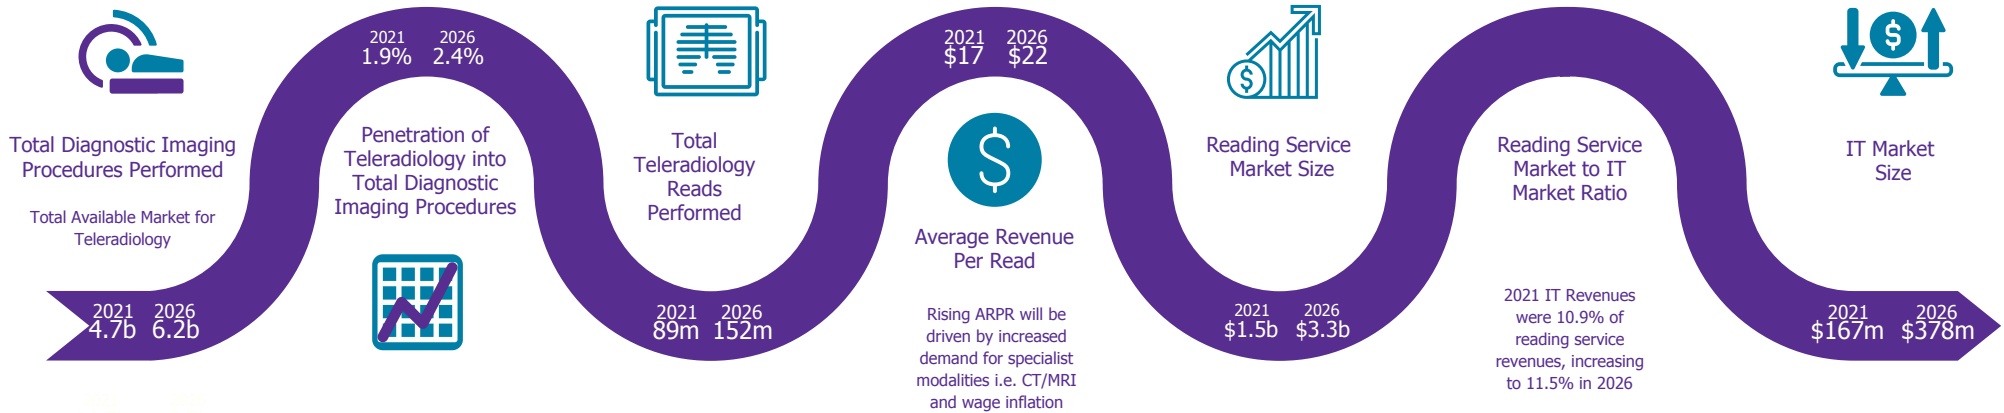 Total Diagnostic Imaging
Procedures Performed
Total Available Market for
Teleradiology
2021 2026
4.7b 6.2b
2021 2026
1.9% 2.4%
Penetration of
Teleradiology into
Total Diagnostic
Imaging Procedures
Total
Teleradiology
Reads
Performed
2021 2026
89m 152m
2021 2026
$17 $22
$
Average Revenue
Per Read
Rising ARPR will be
driven by increased
demand for specialist
modalities i.e. CT/MRI
and wage inflation
$
Reading Service
Market Size
2021 2026
$1.5b $3.3b
Reading Service
Market to IT
Market Ratio
2021 IT Revenues
were 10.9% of
reading service
revenues, increasing
to 11.5% in 2026
$
IT Market
Size
2021 2026
$167m $378m